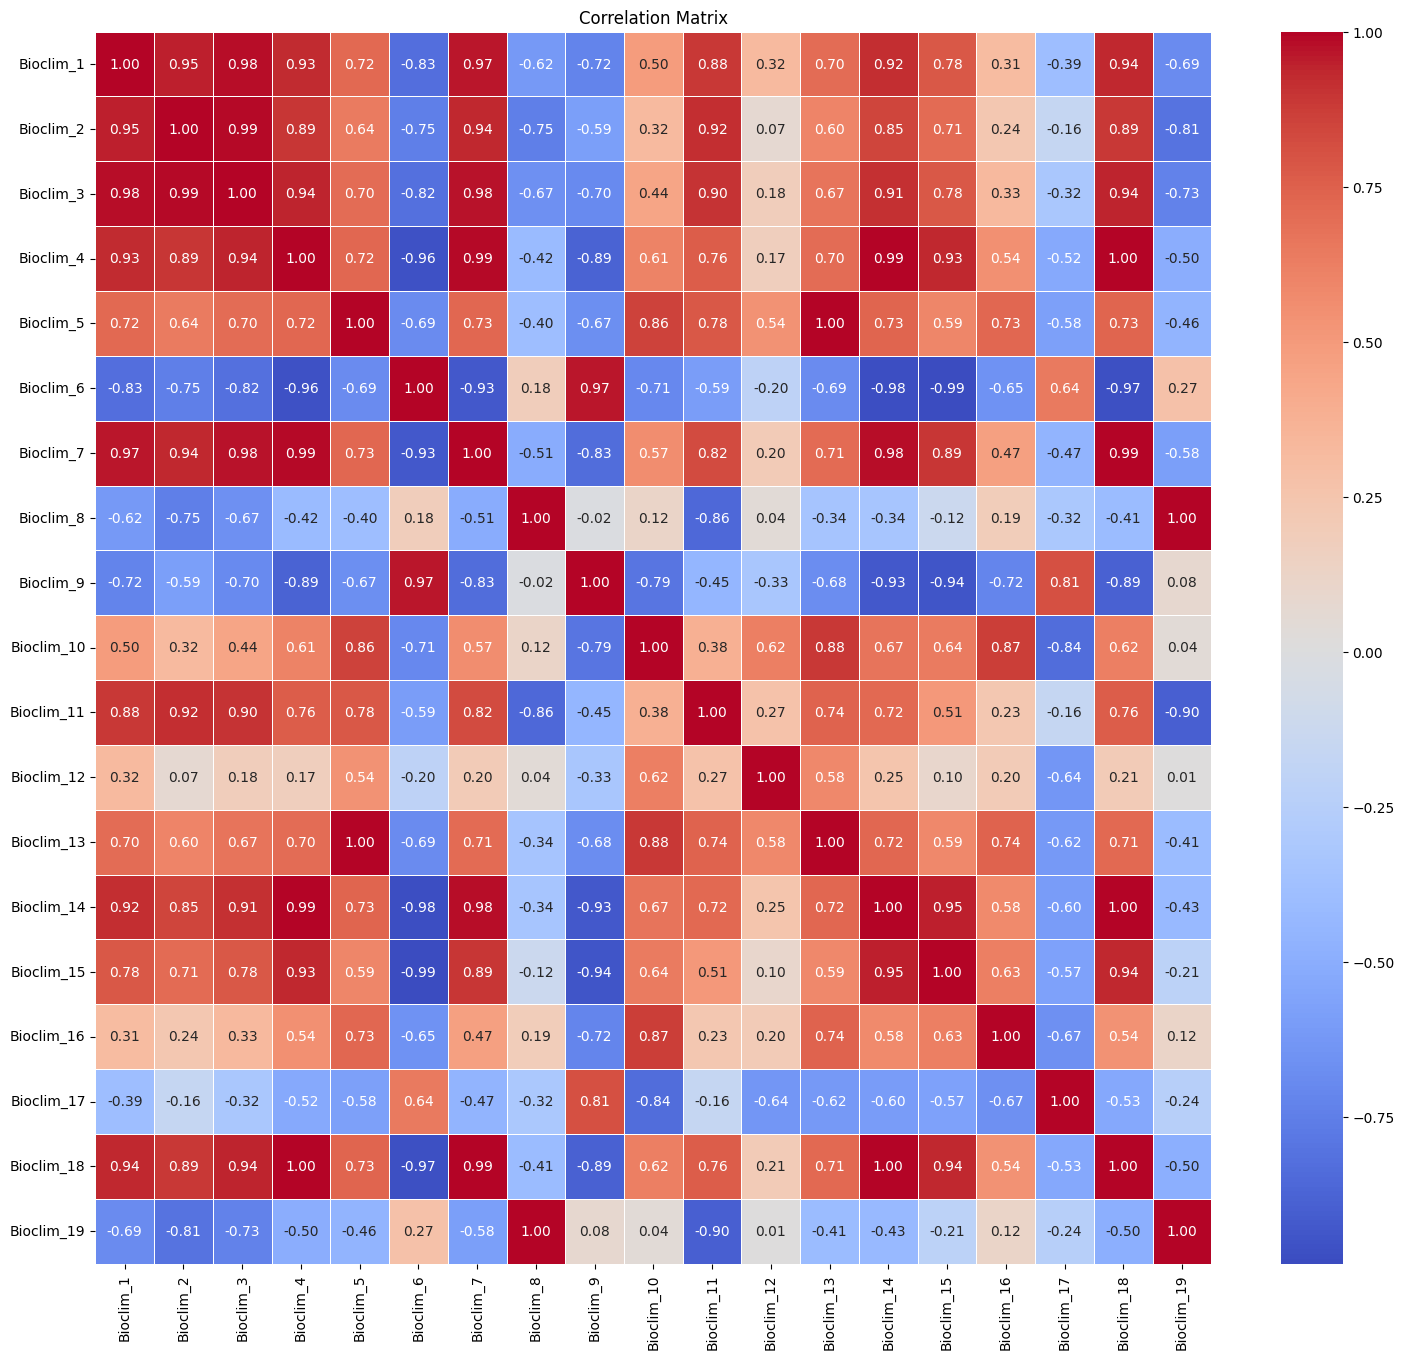 Correlation Matrix
Bioclim_1 1.00 0.95 0.98 0.93 0.72 -0.83 0.97 -0.62 -0.72 0.50 0.88 0.32 0.70 0.92 0.78 0.31 -0.39 0.94 -0.69
Bioclim_2 0.95 1.00 0.99 0.89 0.64 -0.75 0.94 -0.75 -0.59 0.32 0.92 0.07 0.60 0.85 0.71 0.24 -0.16 0.89 -0.81
Bioclim_3 0.98 0.99 1.00 0.94 0.70 -0.82 0.98 -0.67 -0.70 0.44 0.90 0.18 0.67 0.91 0.78 0.33 -0.32 0.94 -0.73
Bioclim_4 0.93 0.89 0.94 1.00 0.72 -0.96 0.99 -0.42 -0.89 0.61 0.76 0.17 0.70 0.99 0.93 0.54 -0.52 1.00 -0.50
Bioclim_5 0.72 0.64 0.70 0.72 1.00 -0.69 0.73 -0.40 -0.67 0.86 0.78 0.54 1.00 0.73 0.59 0.73 -0.58 0.73 -0.46
Bioclim_6 -0.83 -0.75 -0.82 -0.96 -0.69 1.00 -0.93 0.18 0.97 -0.71 -0.59 -0.20 -0.69 -0.98 -0.99 -0.65 0.64 -0.97 0.27
Bioclim_7 0.97 0.94 0.98 0.99 0.73 -0.93 1.00 -0.51 -0.83 0.57 0.82 0.20 0.71 0.98 0.89 0.47 -0.47 0.99 -0.58
Bioclim_8 -0.62 -0.75 -0.67 -0.42 -0.40 0.18 -0.51 1.00 -0.02 0.12 -0.86 0.04 -0.34 -0.34 -0.12 0.19 -0.32 -0.41 1.00
Bioclim_9 -0.72 -0.59 -0.70 -0.89 -0.67 0.97 -0.83 -0.02 1.00 -0.79 -0.45 -0.33 -0.68 -0.93 -0.94 -0.72 0.81 -0.89 0.08
Bioclim_10 0.50 0.32 0.44 0.61 0.86 -0.71 0.57 0.12 -0.79 1.00 0.38 0.62 0.88 0.67 0.64 0.87 -0.84 0.62 0.04
Bioclim_11 0.88 0.92 0.90 0.76 0.78 -0.59 0.82 -0.86 -0.45 0.38 1.00 0.27 0.74 0.72 0.51 0.23 -0.16 0.76 -0.90
Bioclim_12 0.32 0.07 0.18 0.17 0.54 -0.20 0.20 0.04 -0.33 0.62 0.27 1.00 0.58 0.25 0.10 0.20 -0.64 0.21 0.01
Bioclim_13 0.70 0.60 0.67 0.70 1.00 -0.69 0.71 -0.34 -0.68 0.88 0.74 0.58 1.00 0.72 0.59 0.74 -0.62 0.71 -0.41
Bioclim_14 0.92 0.85 0.91 0.99 0.73 -0.98 0.98 -0.34 -0.93 0.67 0.72 0.25 0.72 1.00 0.95 0.58 -0.60 1.00 -0.43
Bioclim_15 0.78 0.71 0.78 0.93 0.59 -0.99 0.89 -0.12 -0.94 0.64 0.51 0.10 0.59 0.95 1.00 0.63 -0.57 0.94 -0.21
Bioclim_16 0.31 0.24 0.33 0.54 0.73 -0.65 0.47 0.19 -0.72 0.87 0.23 0.20 0.74 0.58 0.63 1.00 -0.67 0.54 0.12
Bioclim_17 -0.39 -0.16 -0.32 -0.52 -0.58 0.64 -0.47 -0.32 0.81 -0.84 -0.16 -0.64 -0.62 -0.60 -0.57 -0.67 1.00 -0.53 -0.24
Bioclim_18 0.94 0.89 0.94 1.00 0.73 -0.97 0.99 -0.41 -0.89 0.62 0.76 0.21 0.71 1.00 0.94 0.54 -0.53 1.00 -0.50
Bioclim_19 -0.69 -0.81 -0.73 -0.50 -0.46 0.27 -0.58 1.00 0.08 0.04 -0.90 0.01 -0.41 -0.43 -0.21 0.12 -0.24 -0.50 1.00
Bioclim_1 Bioclim_2 Bioclim_3 Bioclim_4 Bioclim_5 Bioclim_6 Bioclim_7 Bioclim_8 Bioclim_9 Bioclim_10 Bioclim_11 Bioclim_12 Bioclim_13 Bioclim_14 Bioclim_15 Bioclim_16 Bioclim_17 Bioclim_18 Bioclim_19
1.00
0.75
0.50
0.25
0.00
−0.25
−0.50
−0.75